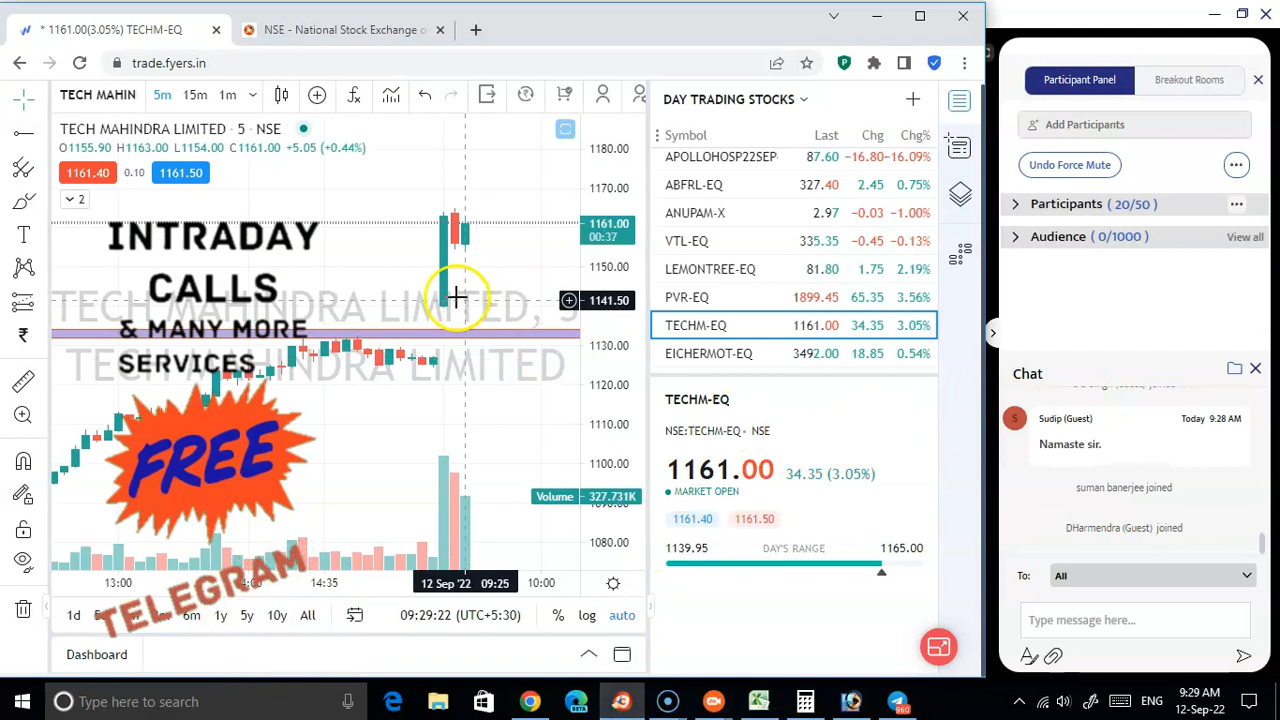 * 1161.00(3.05%) TECHM-EQ
NSE - National Stock Exchange o
trade.fyers.in
TECH MAHIN 5m 15m 1m
TECH MAHINDRA LIMITED · 5 · NSE
O1155.90 H1163.00 L1154.00 C1161.00 +5.05 (+0.44%)
1161.40 0.10 1161.50
2
INTRADAY
CALLS
& MANY MORE
SERVICES
FREE
TELEGRAM
TECH MAHINDRA LIMITED, 5
TECH MAHINDRA LIMITED
1180.00
1170.00
1161.00
00:37
1150.00
1141.50
1130.00
1120.00
1110.00
1100.00
Volume 327.731K
1090.00
1080.00
13:00 14:35 12 Sep '22 09:25 10:00
1d 6m 1y 5y 10y All 09:29:22 (UTC+5:30) % log auto
Dashboard
DAY TRADING STOCKS
Symbol Last Chg Chg%
APOLLOHOSP22SEP 87.60 −16.80 −16.09%
ABFRL-EQ 327.40 2.45 0.75%
ANUPAM-X 2.97 −0.03 −1.00%
VTL-EQ 335.35 −0.45 −0.13%
LEMONTREE-EQ 81.80 1.75 2.19%
PVR-EQ 1899.45 65.35 3.56%
TECHM-EQ 1161.00 34.35 3.05%
EICHERMOT-EQ 3492.00 18.85 0.54%
TECHM-EQ
NSE:TECHM-EQ • NSE
1161.00 34.35 (3.05%)
MARKET OPEN
1161.40 1161.50
1139.95 DAY'S RANGE 1165.00
Participant Panel Breakout Rooms
Add Participants
Undo Force Mute
Participants ( 20/50 )
Audience ( 0/1000 ) View all
Chat
S Sudip (Guest) Today 9:28 AM
Namaste sir.
suman banerjee joined
DHarmendra (Guest) joined
To: All
Type message here...
Type here to search
960
ENG
9:29 AM
12-Sep-22